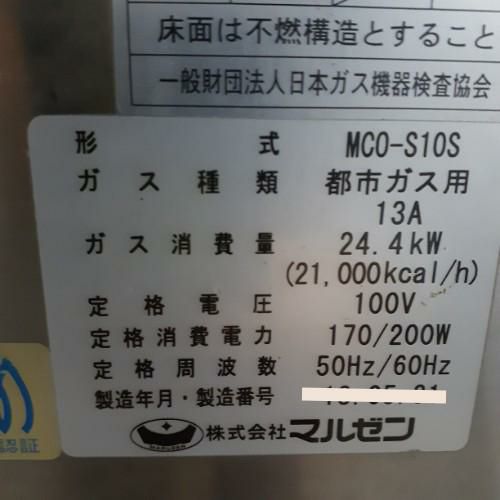 床面は不燃構造とすること
一般財団法人日本ガス機器検査協会
形 式 MCO-S10S
ガス種類 都市ガス用
13A
ガス消費量 24.4kW
(21,000kcal/h)
定格電圧 100V
定格消費電力 170/200W
定格周波数 50Hz/60Hz
製造年月・製造番号
MARUZEN 株式会社マルゼン
認証